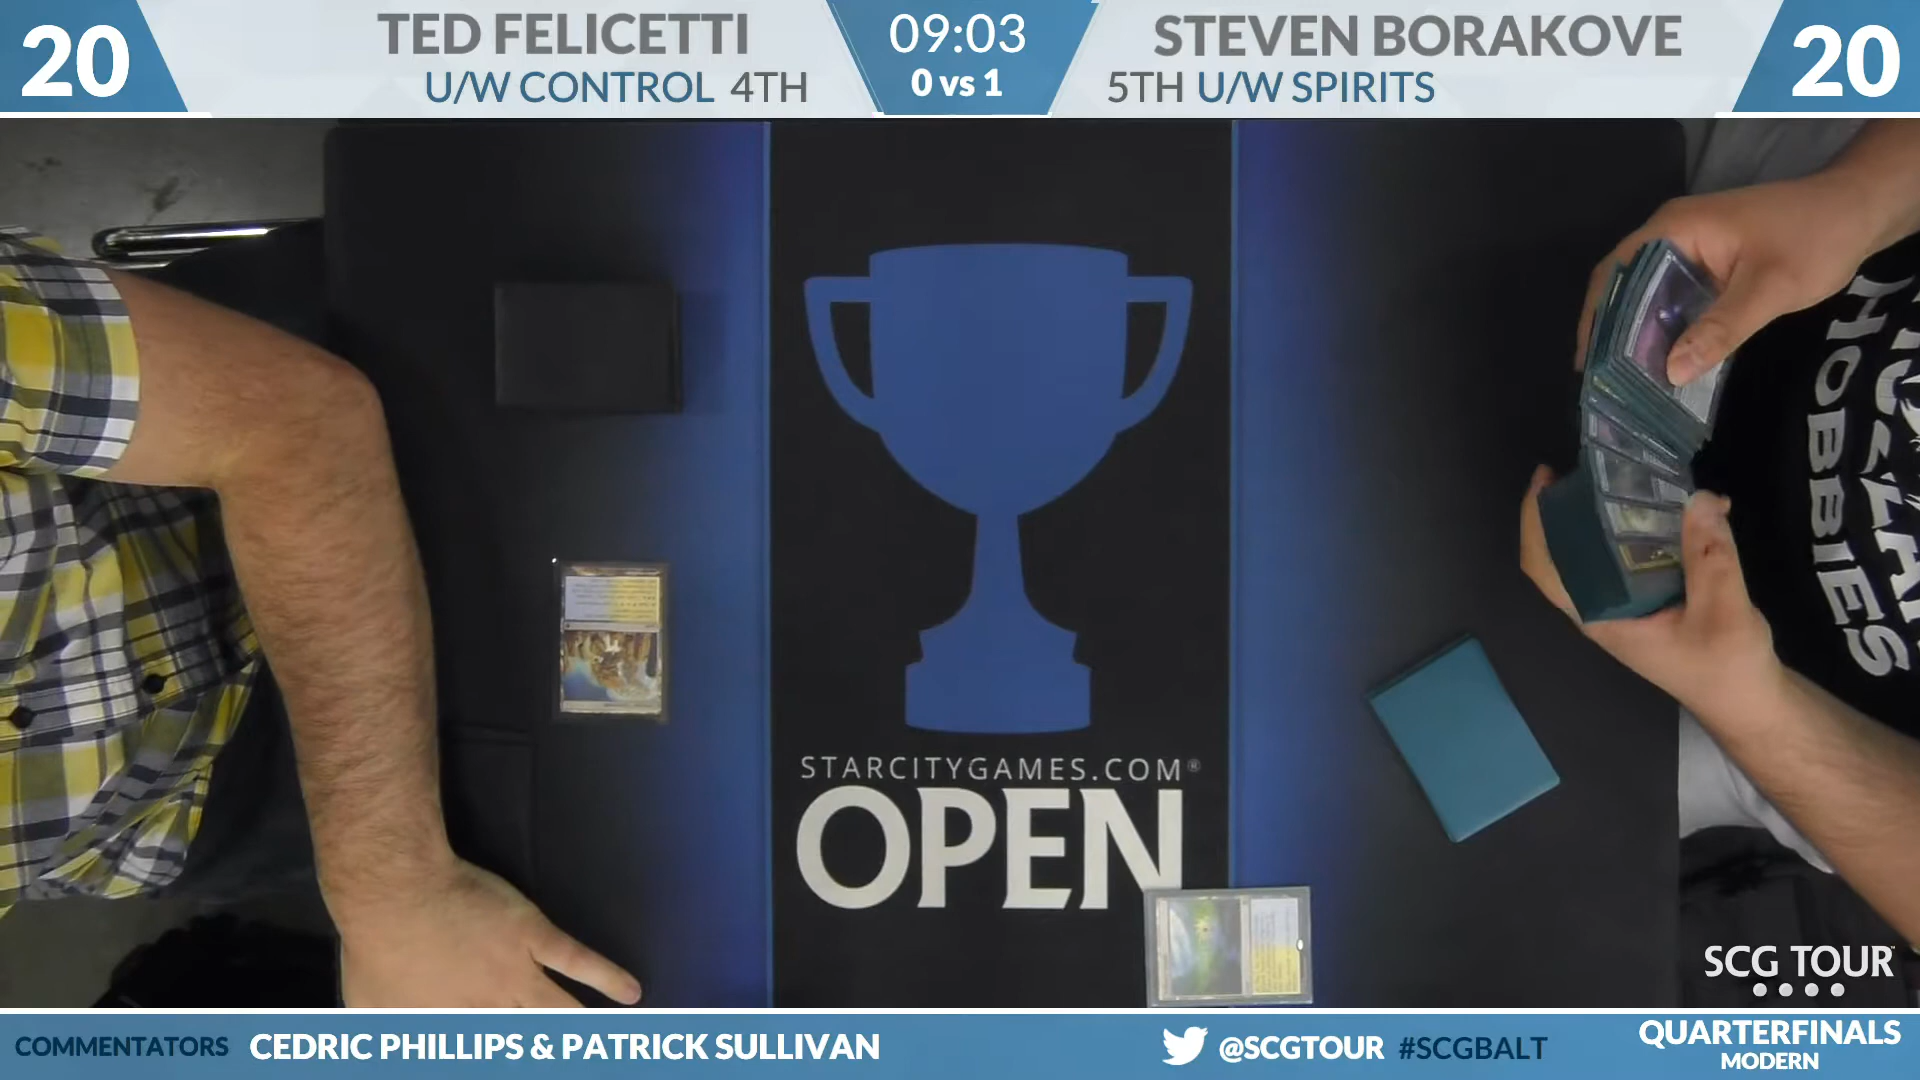 20
TED FELICETTI
U/W CONTROL 4TH
09:03
0 vs 1
STEVEN BORAKOVE
5TH U/W SPIRITS
20
HOBBIES
STARCITYGAMES.COM®
OPEN
SCG TOUR
COMMENTATORS CEDRIC PHILLIPS & PATRICK SULLIVAN
@SCGTOUR #SCGBALT
QUARTERFINALS
MODERN